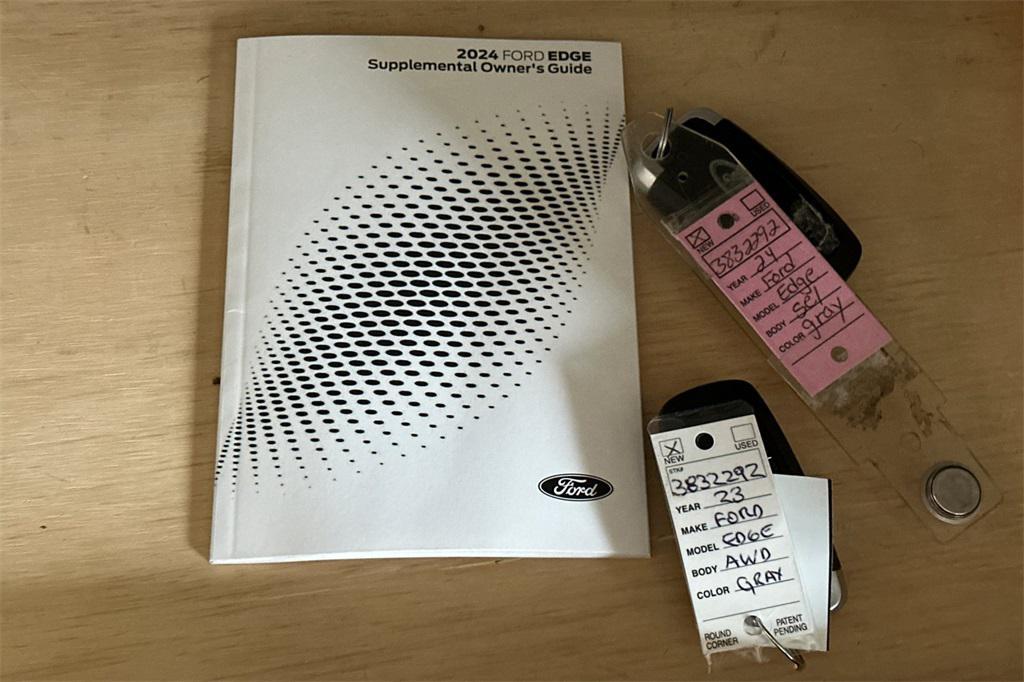 2024 FORD EDGE
Supplemental Owner's Guide
Ford
NEW
USED
3832292
YEAR 24
MAKE Ford
MODEL Edge
BODY Sel
COLOR gray
NEW
USED
STK#
3832292
YEAR 23
MAKE FORD
MODEL EDGE
BODY AWD
COLOR GRAY
ROUND CORNER
PATENT PENDING